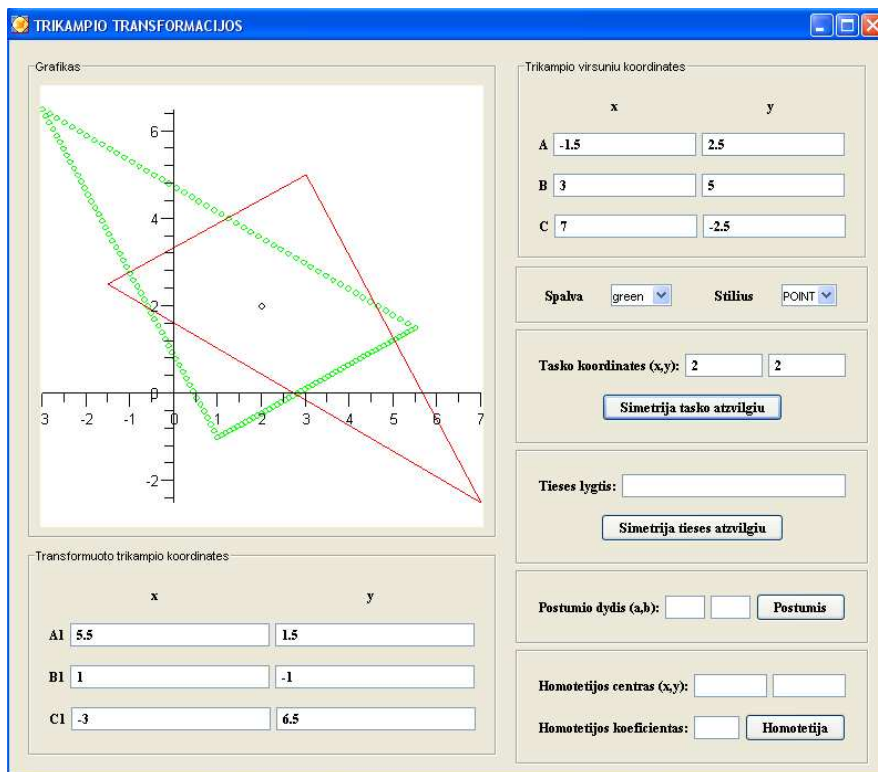 TRIKAMPIO TRANSFORMACIJOS
Grafikas
6
4
2
0
-2
3 -2 -1 0 1 2 3 4 5 6 7
Transformuoto trikampio koordinates
x y
A1 5.5 1.5
B1 1 -1
C1 -3 6.5
Trikampio virsuniu koordinates
x y
A -1.5 2.5
B 3 5
C 7 -2.5
Spalva green Stilius POINT
Tasko koordinates (x,y): 2 2
Simetrija tasko atzvilgiu
Tieses lygtis:
Simetrija tieses atzvilgiu
Postumio dydis (a,b): Postumis
Homotetijos centras (x,y):
Homotetijos koeficientas: Homotetija